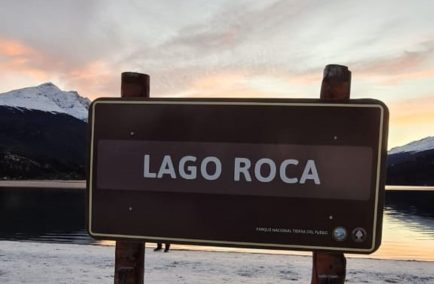 LAGO ROCA
PARQUE NACIONAL TIERRA DEL FUEGO